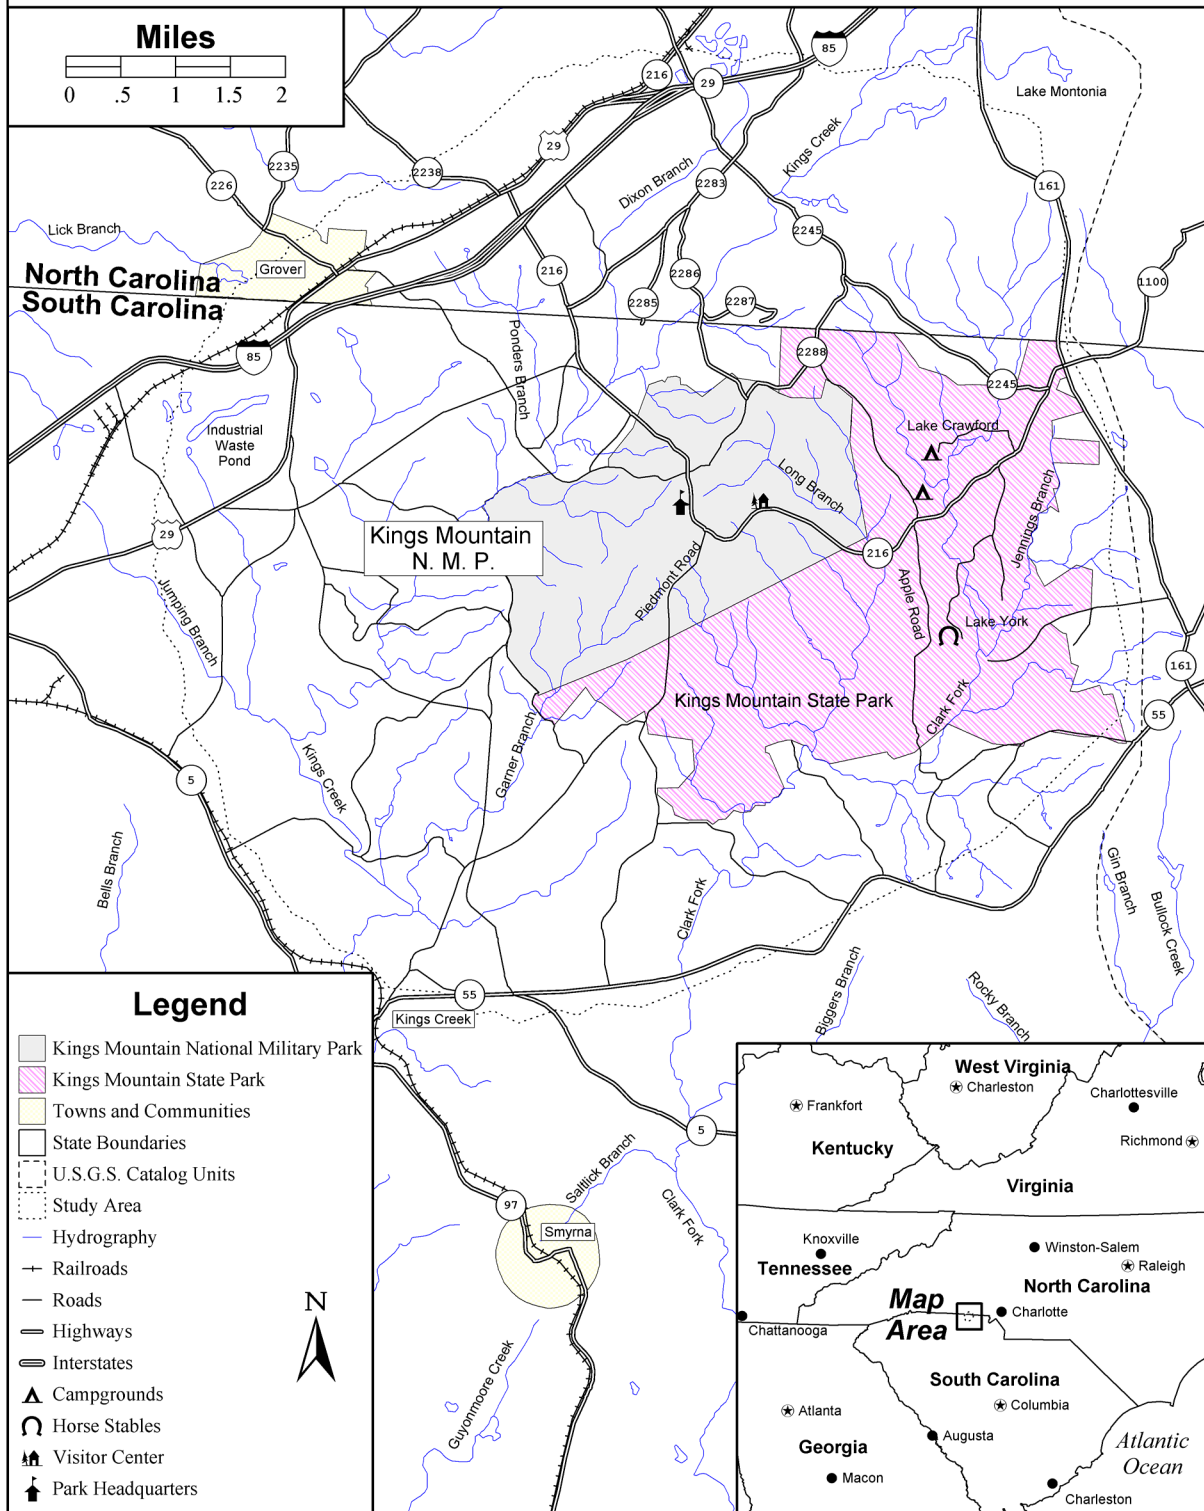 Miles
0 .5 1 1.5 2
85
216
29
Lake Montonia
Kings Creek
29
2235
2238
226
Dixon Branch
2283
161
Lick Branch
2245
Grover
North Carolina
South Carolina
216
2286
2285
2287
1100
85
Ponders Branch
2288
2245
Industrial
Waste
Pond
Lake Crawford
Long Branch
Jennings Branch
29
Kings Mountain
N. M. P.
216
Piedmont Road
Apple Road
Jumping Branch
Lake York
161
Kings Mountain State Park
Clark Fork
55
Garner Branch
Kings Creek
5
Bells Branch
Gin Branch
Bullock Creek
Clark Fork
Biggers Branch
Rocky Branch
55
Kings Creek
5
Saltlick Branch
Clark Fork
97
Smyrna
Guyonmoore Creek
Legend
Kings Mountain National Military Park
Kings Mountain State Park
Towns and Communities
State Boundaries
U.S.G.S. Catalog Units
Study Area
Hydrography
Railroads
Roads
Highways
Interstates
Campgrounds
Horse Stables
Visitor Center
Park Headquarters
N
West Virginia
Charleston
Frankfort
Charlottesville
Kentucky
Richmond
Virginia
Knoxville
Winston-Salem
Tennessee
Raleigh
North Carolina
Map
Area
Charlotte
Chattanooga
South Carolina
Columbia
Atlanta
Augusta
Georgia
Atlantic
Ocean
Macon
Charleston